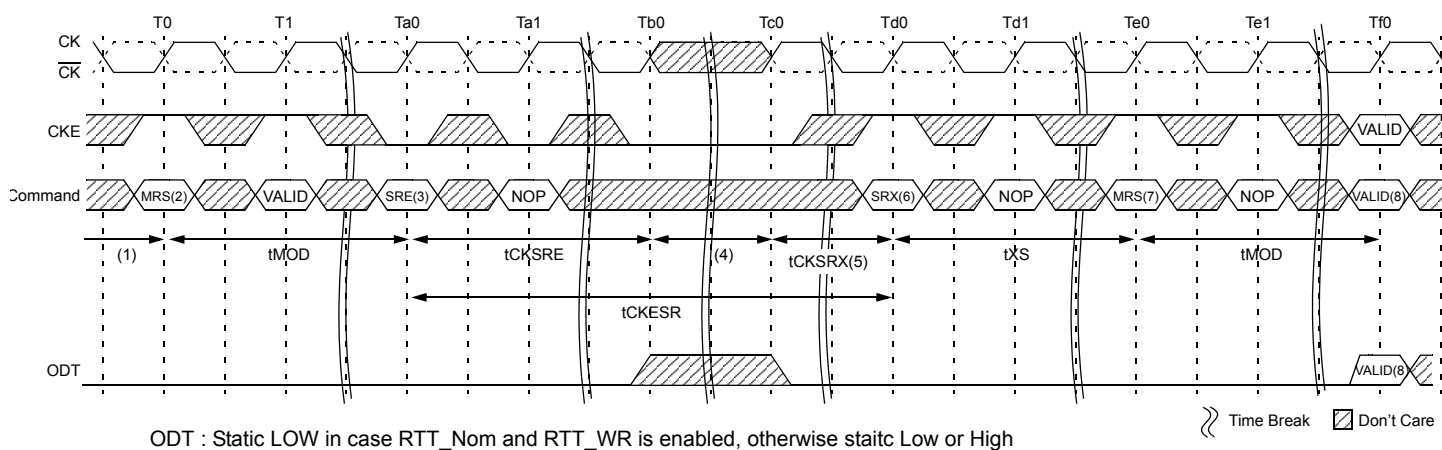 T0 T1 Ta0 Ta1 Tb0 Tc0 Td0 Td1 Te0 Te1 Tf0
CK
CK
CKE VALID
Command MRS(2) VALID SRE(3) NOP SRX(6) NOP MRS(7) NOP VALID(8)
(1) tMOD tCKSRE (4) tCKSRX(5) tXS tMOD
tCKESR
ODT VALID(8)
Time Break Don't Care
ODT : Static LOW in case RTT_Nom and RTT_WR is enabled, otherwise staitc Low or High